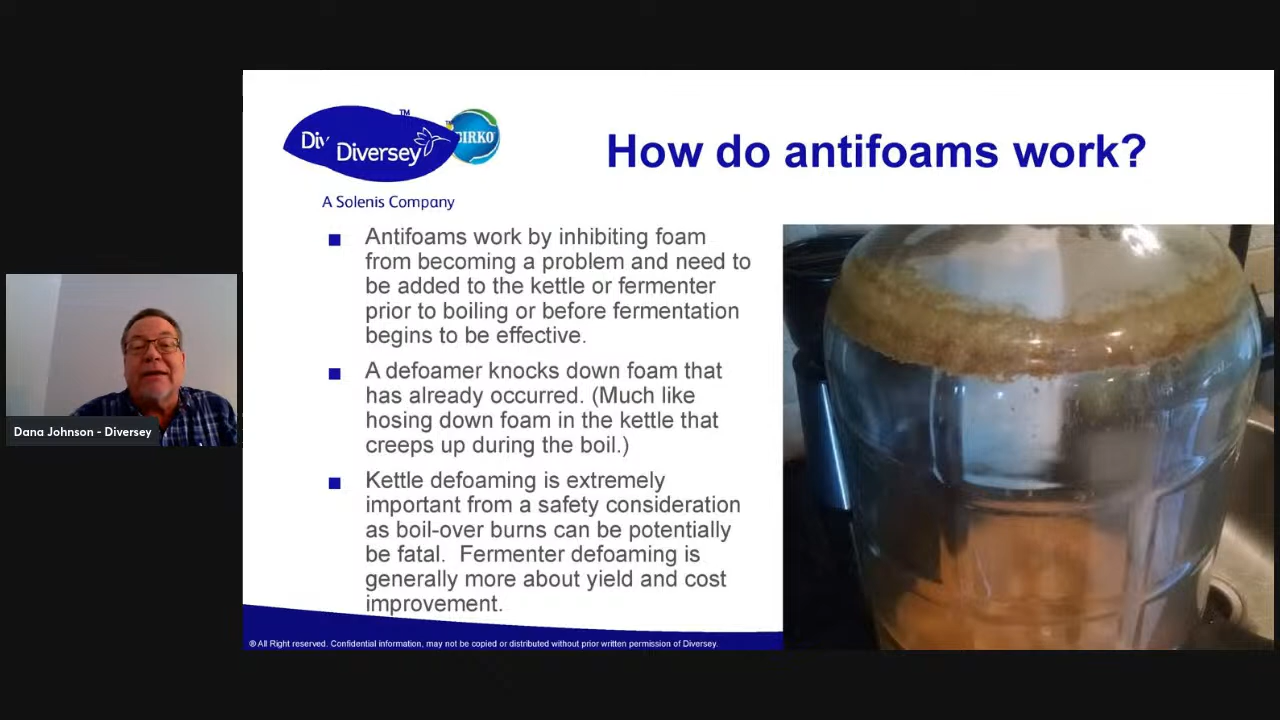 How do antifoams work?
TM
Div
Diversey
BIRKO
A Solenis Company
■ Antifoams work by inhibiting foam
from becoming a problem and need to
be added to the kettle or fermenter
prior to boiling or before fermentation
begins to be effective.
■ A defoamer knocks down foam that
has already occurred. (Much like
hosing down foam in the kettle that
creeps up during the boil.)
■ Kettle defoaming is extremely
important from a safety consideration
as boil-over burns can be potentially
be fatal.  Fermenter defoaming is
generally more about yield and cost
improvement.
® All Right reserved. Confidential information, may not be copied or distributed without prior written permission of Diversey.
Dana Johnson - Diversey